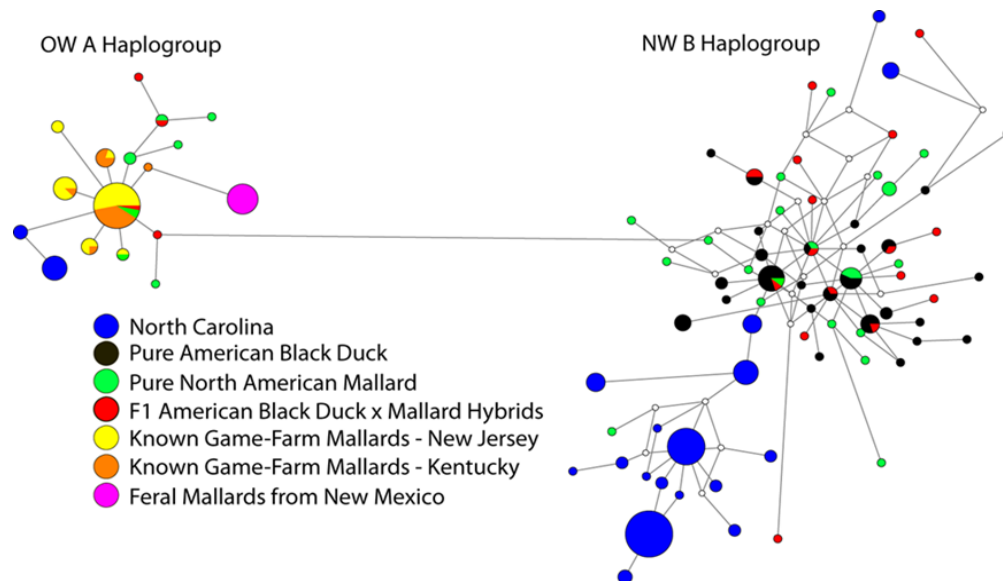 OW A Haplogroup
NW B Haplogroup
North Carolina
Pure American Black Duck
Pure North American Mallard
F1 American Black Duck x Mallard Hybrids
Known Game-Farm Mallards - New Jersey
Known Game-Farm Mallards - Kentucky
Feral Mallards from New Mexico